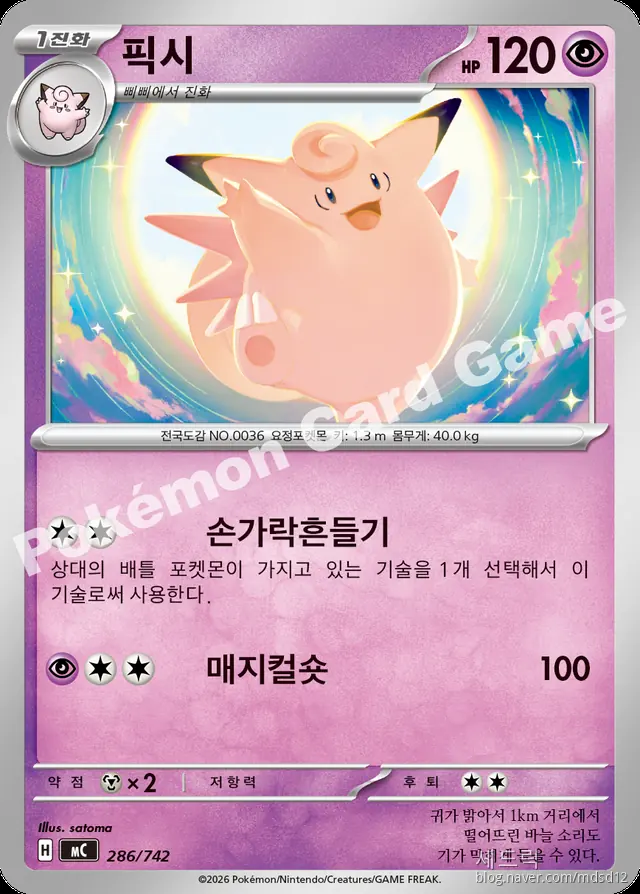 1진화
픽시
HP 120
삐삐에서 진화
전국도감 NO.0036 요정포켓몬 키: 1.3 m 몸무게: 40.0 kg
Pokémon Card Game
손가락흔들기
상대의 배틀 포켓몬이 가지고 있는 기술을 1개 선택해서 이
기술로써 사용한다.
매지컬숏 100
약점 ×2 저항력 후퇴
Illus. satoma
귀가 밝아서 1km 거리에서
떨어뜨린 바늘 소리도
H MC 286/742
blog.naver.com/mdsd12
©2026 Pokémon/Nintendo/Creatures/GAME FREAK.